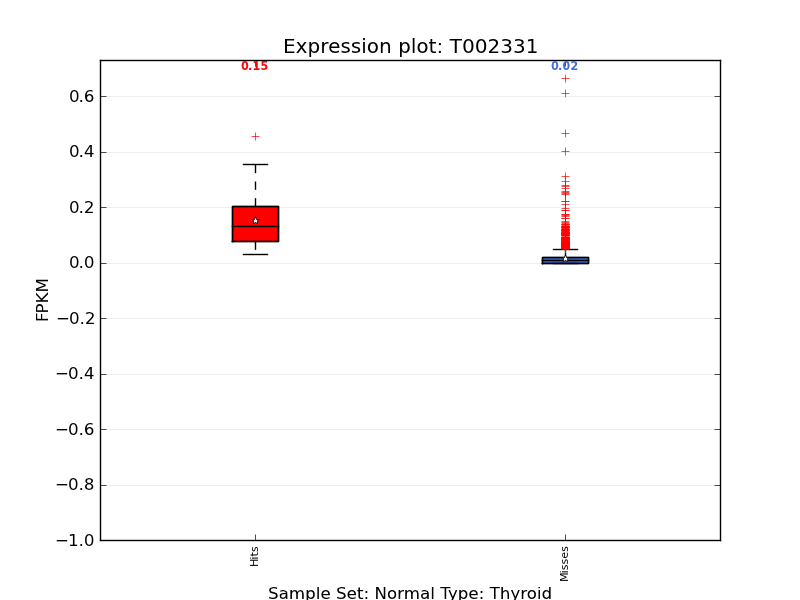 Expression plot: T002331
0.15
0.02
0.6
0.4
0.2
0.0
−0.2
−0.4
−0.6
−0.8
−1.0
FPKM
Hits
Misses
Sample Set: Normal Type: Thyroid